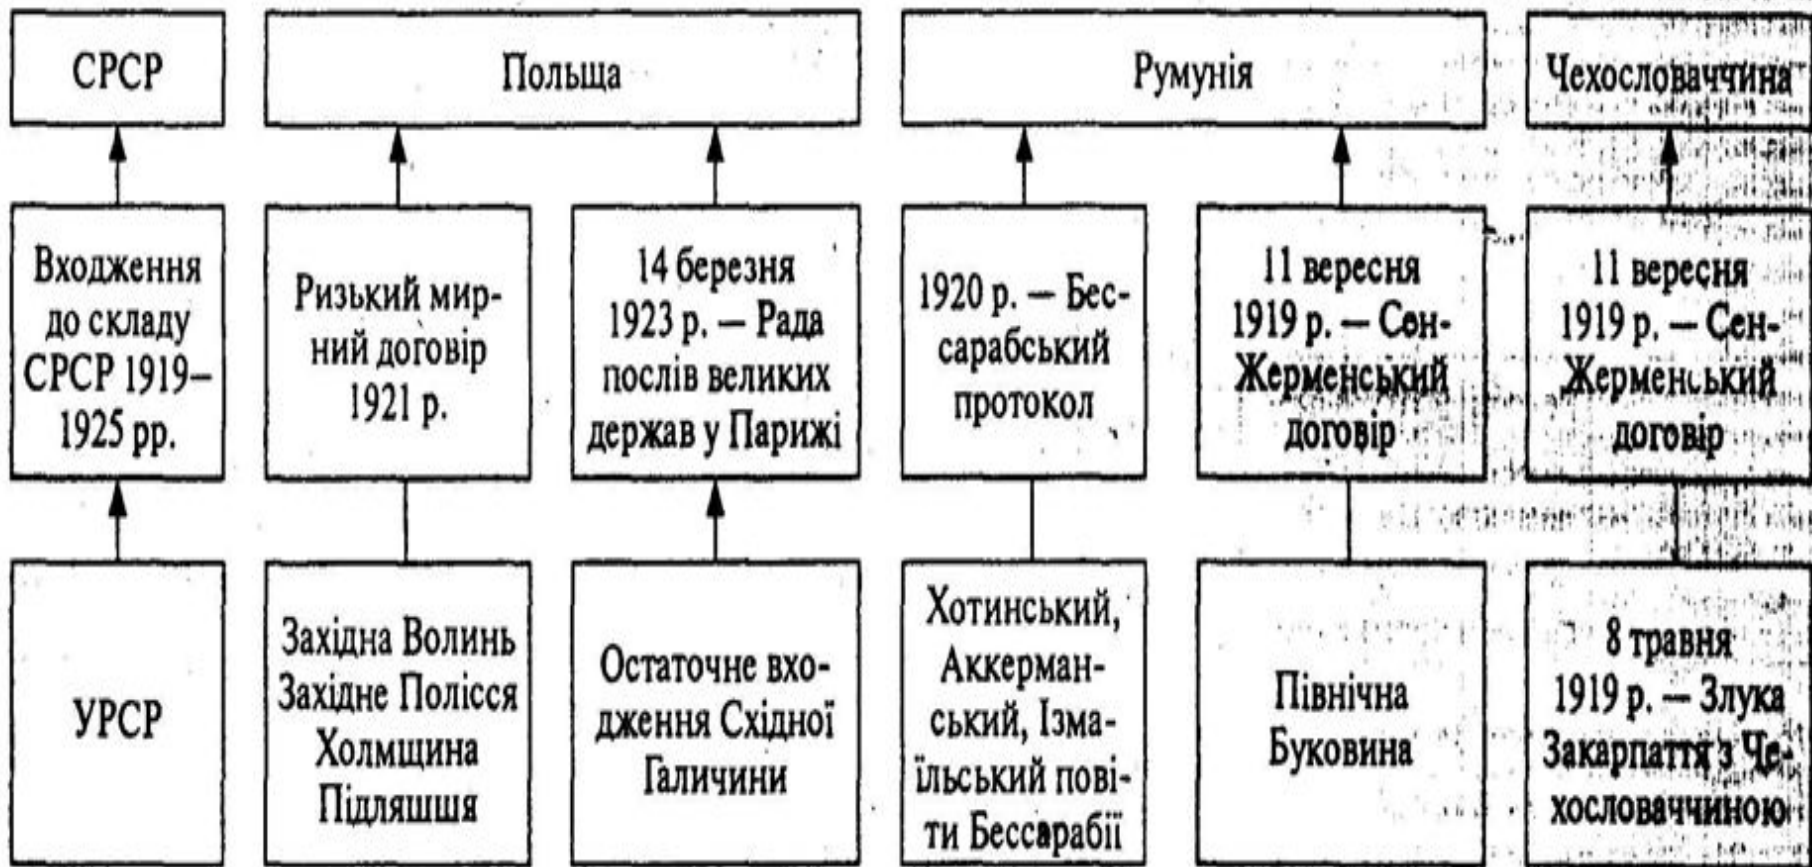 СРСР
Польща
Румунія
Чехословаччина
Входження
до складу
СРСР 1919–
1925 рр.
Ризький мир-
ний договір
1921 р.
14 березня
1923 р. — Рада
послів великих
держав у Парижі
1920 р. — Бес-
сарабський
протокол
11 вересня
1919 р. — Сен-
Жерменський
договір
11 вересня
1919 р. — Сен-
Жерменський
договір
УРСР
Західна Волинь
Західне Полісся
Холмщина
Підляшшя
Остаточне вхо-
дження Східної
Галичини
Хотинський,
Аккерман-
ський, Ізма-
їльський пові-
ти Бессарабії
Північна
Буковина
8 травня
1919 р. — Злука
Закарпаття з Че-
хословаччиною